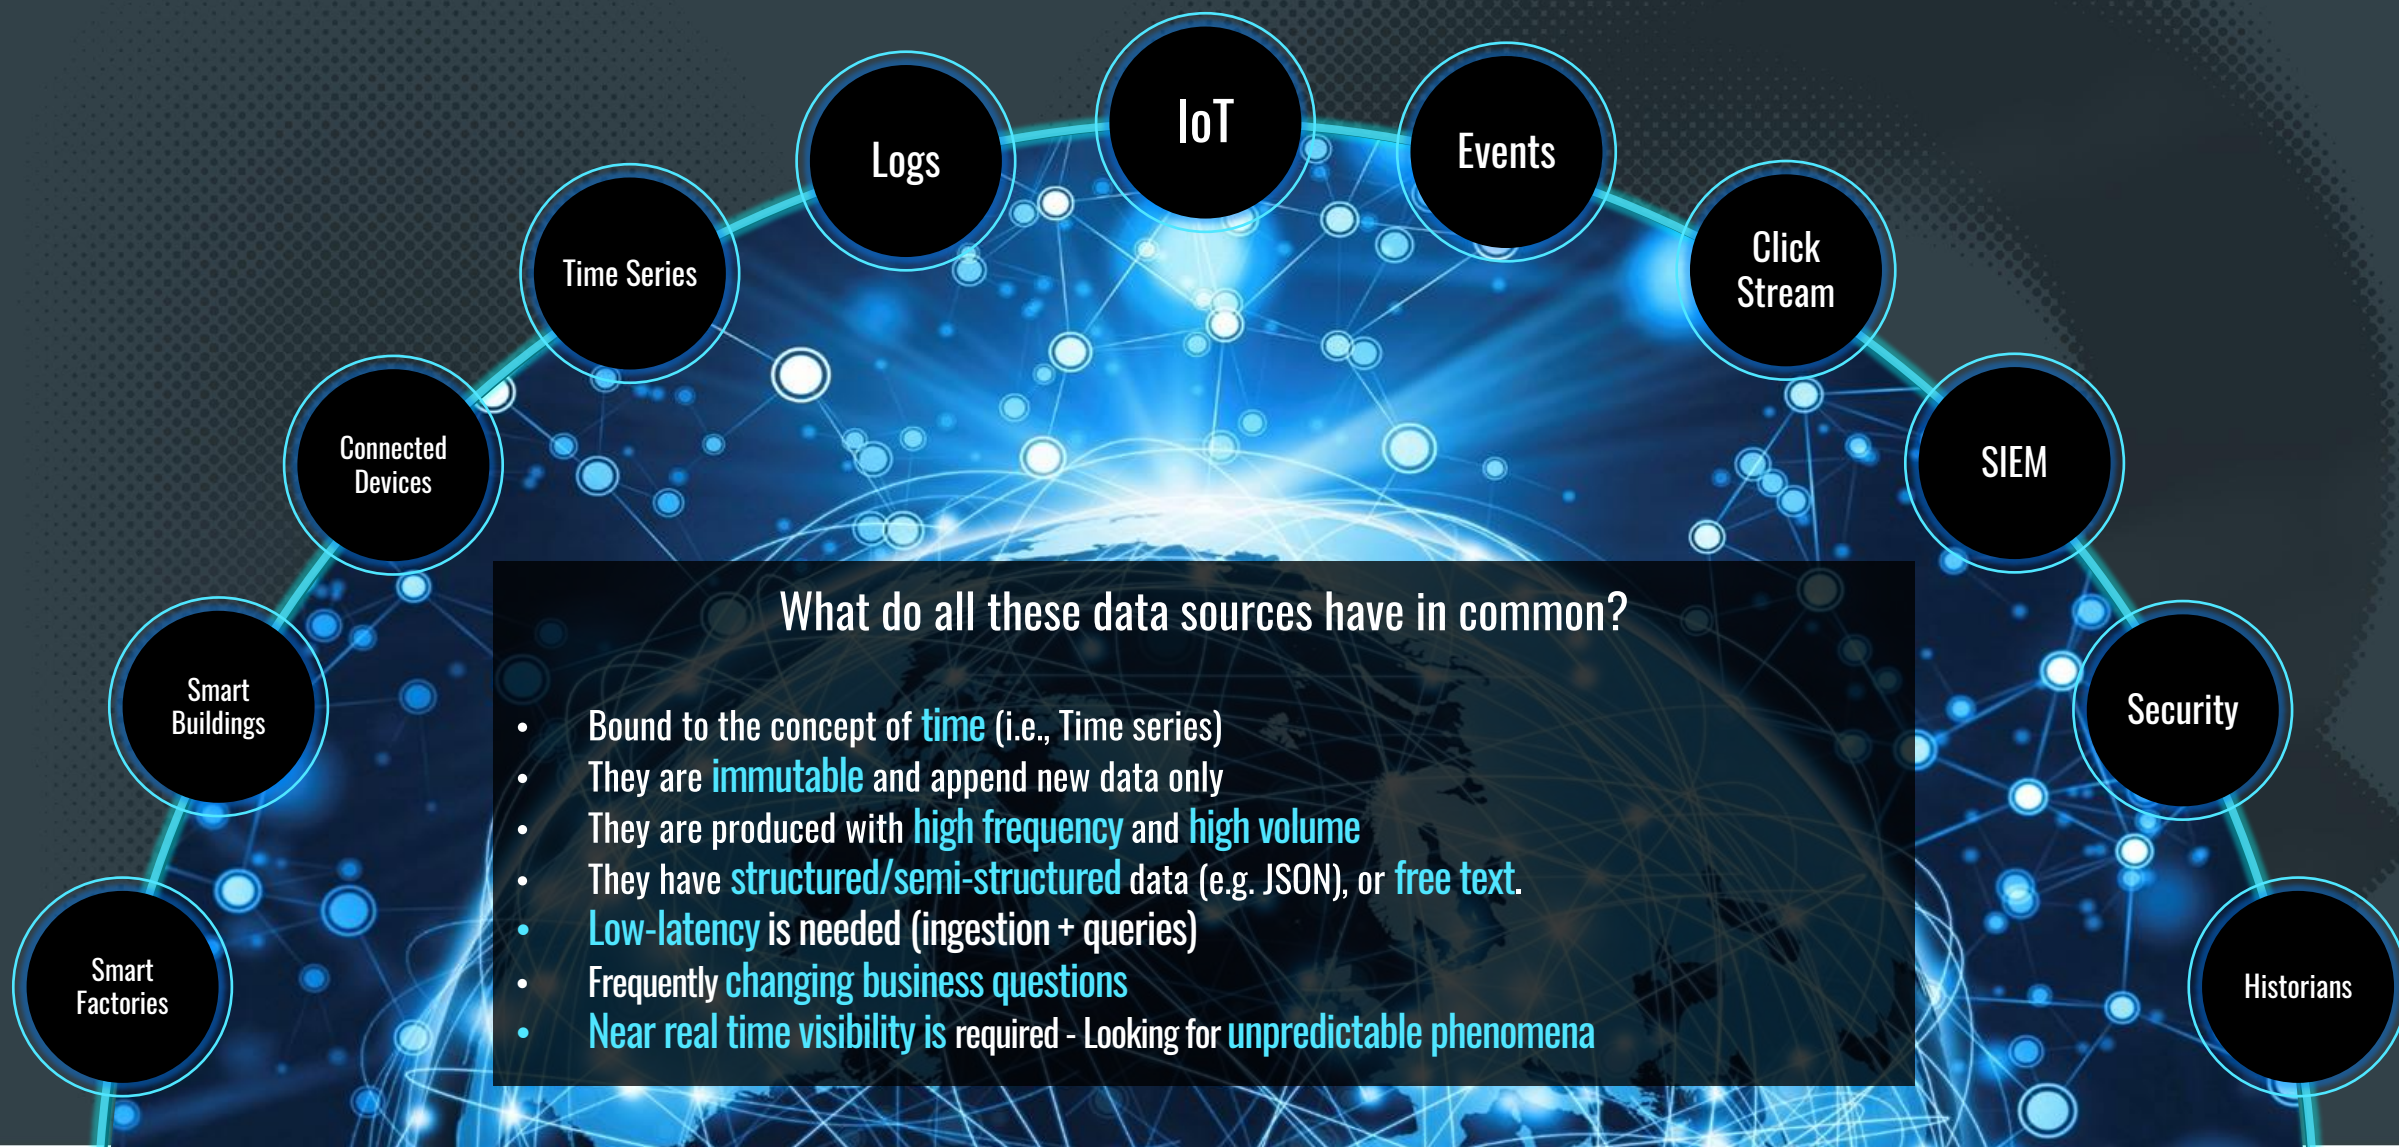 IoT
Logs
Events
Click
Stream
Time Series
Connected
Devices
SIEM
Smart
Buildings
Security
Smart
Factories
Historians
What do all these data sources have in common?
• Bound to the concept of time (i.e., Time series)
• They are immutable and append new data only
• They are produced with high frequency and high volume
• They have structured/semi-structured data (e.g. JSON), or free text.
• Low-latency is needed (ingestion + queries)
• Frequently changing business questions
• Near real time visibility is required - Looking for unpredictable phenomena